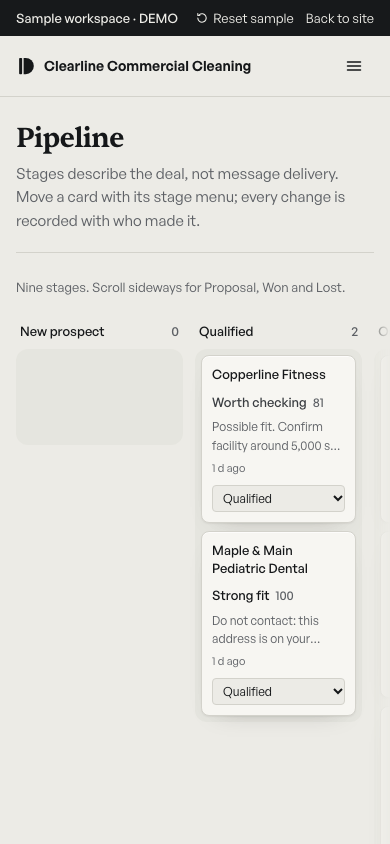 Sample workspace · DEMO
Reset sample
Back to site
Clearline Commercial Cleaning
Pipeline
Stages describe the deal, not message delivery.
Move a card with its stage menu; every change is
recorded with who made it.
Nine stages. Scroll sideways for Proposal, Won and Lost.
New prospect 0
Qualified 2
Copperline Fitness
Worth checking 81
Possible fit. Confirm
facility around 5,000 s…
1 d ago
Qualified
Maple & Main
Pediatric Dental
Strong fit 100
Do not contact: this
address is on your…
1 d ago
Qualified